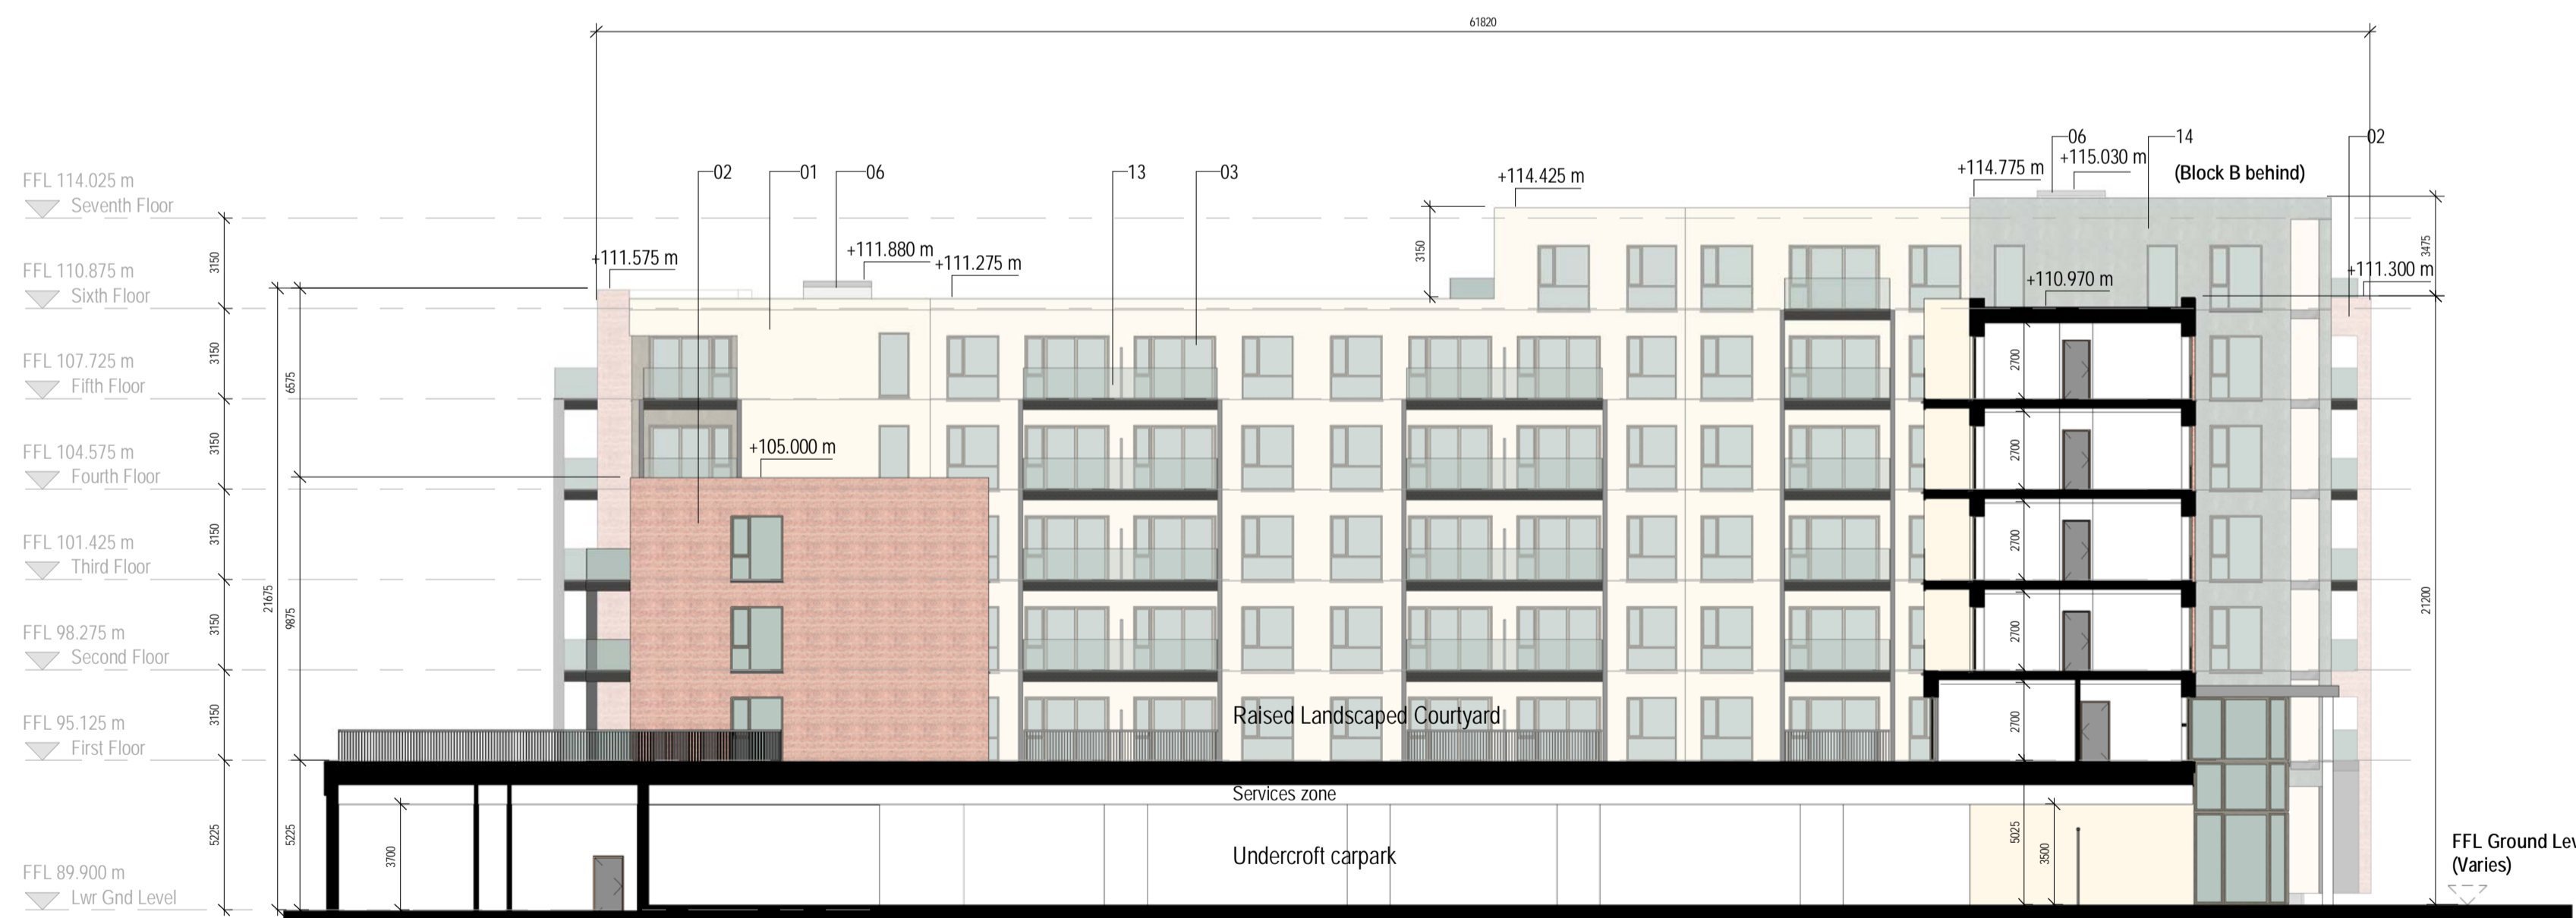 61820
06
14
02
+114.775 m
+115.030 m
(Block B behind)
02
01
06
13
03
+114.425 m
FFL 114.025 m
Seventh Floor
3150
3475
+111.575 m
+111.880 m
+111.275 m
+111.300 m
+110.970 m
FFL 110.875 m
Sixth Floor
3150
FFL 107.725 m
Fifth Floor
3150
6575
2700
FFL 104.575 m
Fourth Floor
3150
+105.000 m
2700
FFL 101.425 m
Third Floor
3150
2700
21675
9875
21200
FFL 98.275 m
Second Floor
3150
2700
FFL 95.125 m
First Floor
3150
Raised Landscaped Courtyard
2700
Services zone
5225
5225
3700
Undercroft carpark
5025
3500
FFL Ground Lev
(Varies)
FFL 89.900 m
Lwr Gnd Level
3150